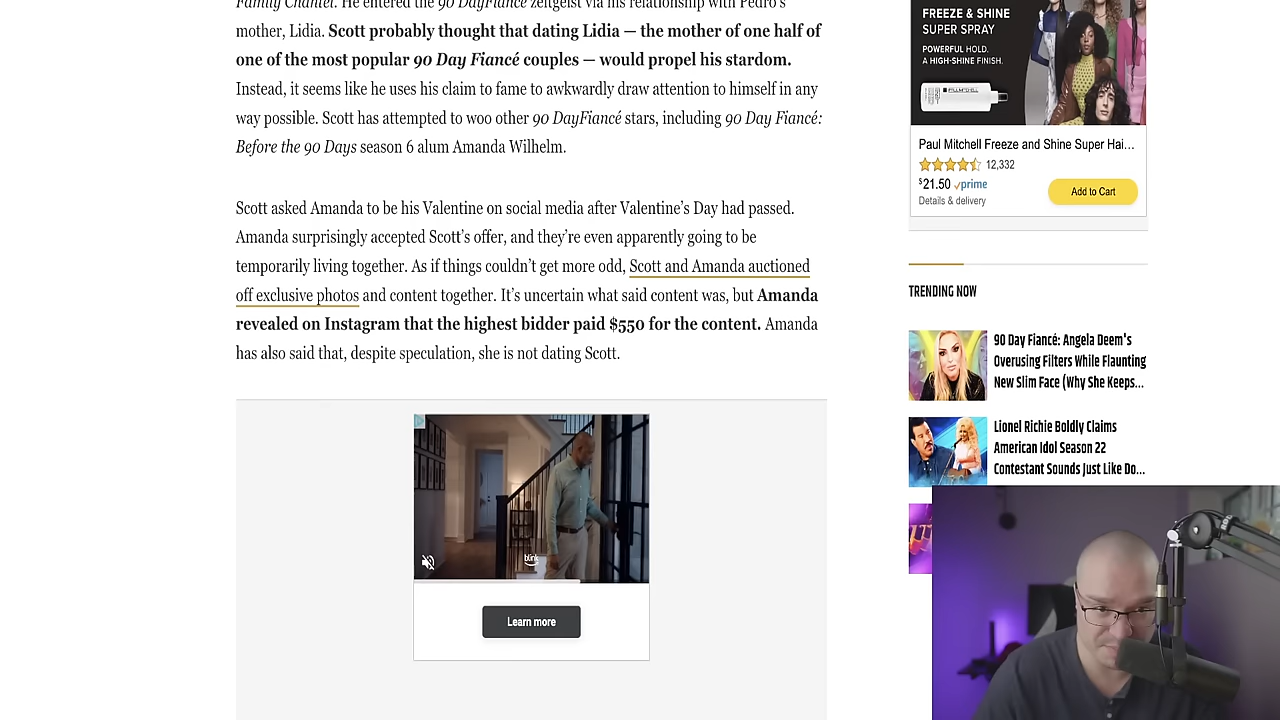 Family Chantel. He entered the 90 DayFiancé zeitgeist via his relationship with Pedro's
mother, Lidia. Scott probably thought that dating Lidia — the mother of one half of
one of the most popular 90 Day Fiancé couples — would propel his stardom.
Instead, it seems like he uses his claim to fame to awkwardly draw attention to himself in any
way possible. Scott has attempted to woo other 90 DayFiancé stars, including 90 Day Fiancé:
Before the 90 Days season 6 alum Amanda Wilhelm.
Scott asked Amanda to be his Valentine on social media after Valentine's Day had passed.
Amanda surprisingly accepted Scott's offer, and they're even apparently going to be
temporarily living together. As if things couldn't get more odd, Scott and Amanda auctioned
off exclusive photos and content together. It's uncertain what said content was, but Amanda
revealed on Instagram that the highest bidder paid $550 for the content. Amanda
has also said that, despite speculation, she is not dating Scott.
blink
Learn more
FREEZE & SHINE
SUPER SPRAY
POWERFUL HOLD.
A HIGH-SHINE FINISH.
Paul Mitchell Freeze and Shine Super Hai...
12,332
$21.50 prime
Details & delivery
Add to Cart
TRENDING NOW
90 Day Fiancé: Angela Deem's
Overusing Filters While Flaunting
New Slim Face (Why She Keeps...
Lionel Richie Boldly Claims
American Idol Season 22
Contestant Sounds Just Like Do...